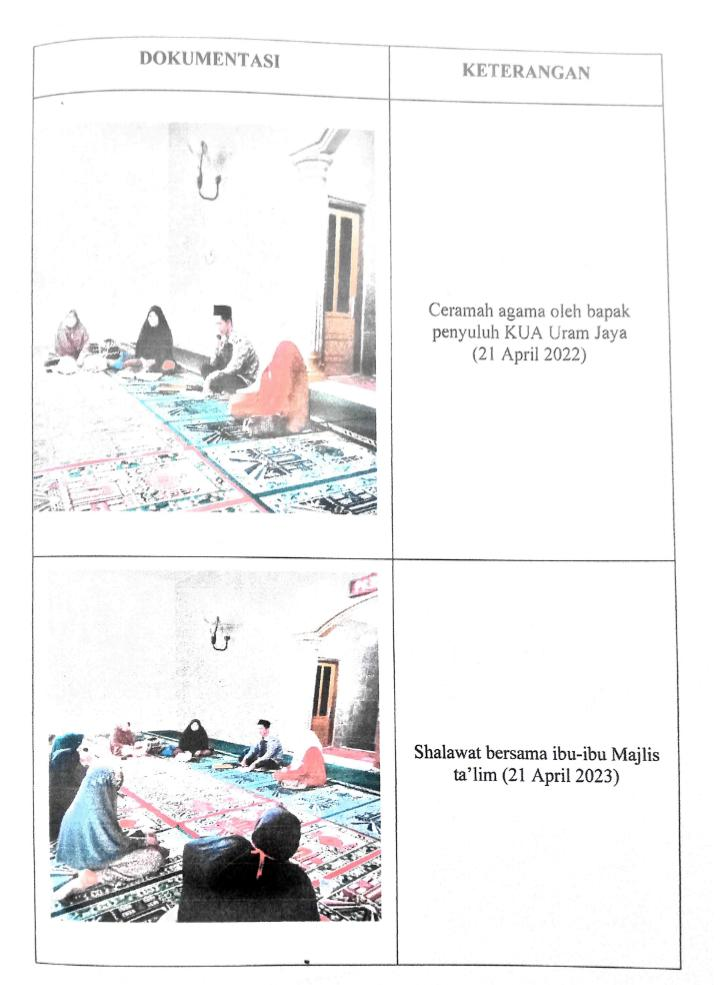 DOKUMENTASI
KETERANGAN
Ceramah agama oleh bapak
penyuluh KUA Uram Jaya
(21 April 2022)
Shalawat bersama ibu-ibu Majlis
ta'lim (21 April 2023)